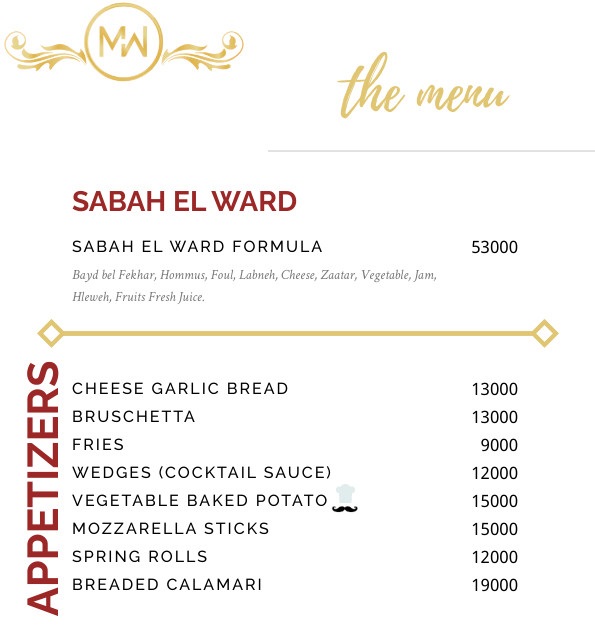 MW
the menu
SABAH EL WARD
SABAH EL WARD FORMULA 53000
Bayd bel Fekhar, Hommus, Foul, Labneh, Cheese, Zaatar, Vegetable, Jam,
Hleweh, Fruits Fresh Juice.
APPETIZERS
CHEESE GARLIC BREAD 13000
BRUSCHETTA 13000
FRIES 9000
WEDGES (COCKTAIL SAUCE) 12000
VEGETABLE BAKED POTATO 15000
MOZZARELLA STICKS 15000
SPRING ROLLS 12000
BREADED CALAMARI 19000